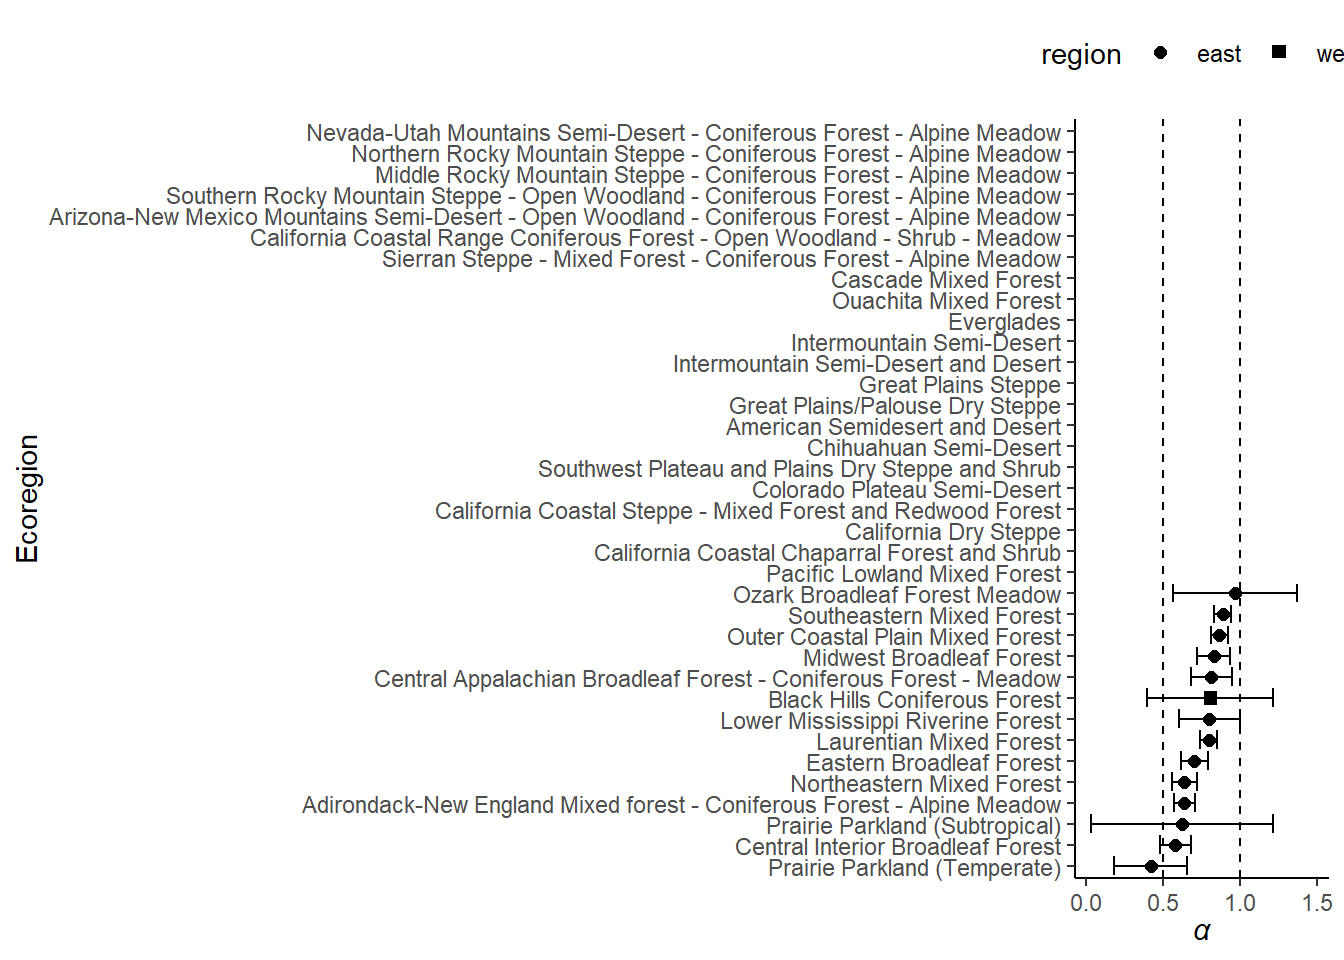 region east we
Nevada-Utah Mountains Semi-Desert - Coniferous Forest - Alpine Meadow
Northern Rocky Mountain Steppe - Coniferous Forest - Alpine Meadow
Middle Rocky Mountain Steppe - Coniferous Forest - Alpine Meadow
Southern Rocky Mountain Steppe - Open Woodland - Coniferous Forest - Alpine Meadow
Arizona-New Mexico Mountains Semi-Desert - Open Woodland - Coniferous Forest - Alpine Meadow
California Coastal Range Coniferous Forest - Open Woodland - Shrub - Meadow
Sierran Steppe - Mixed Forest - Coniferous Forest - Alpine Meadow
Cascade Mixed Forest
Ouachita Mixed Forest
Everglades
Intermountain Semi-Desert
Intermountain Semi-Desert and Desert
Great Plains Steppe
Great Plains/Palouse Dry Steppe
American Semidesert and Desert
Chihuahuan Semi-Desert
Southwest Plateau and Plains Dry Steppe and Shrub
Colorado Plateau Semi-Desert
California Coastal Steppe - Mixed Forest and Redwood Forest
California Dry Steppe
California Coastal Chaparral Forest and Shrub
Pacific Lowland Mixed Forest
Ozark Broadleaf Forest Meadow
Southeastern Mixed Forest
Outer Coastal Plain Mixed Forest
Midwest Broadleaf Forest
Central Appalachian Broadleaf Forest - Coniferous Forest - Meadow
Black Hills Coniferous Forest
Lower Mississippi Riverine Forest
Laurentian Mixed Forest
Eastern Broadleaf Forest
Northeastern Mixed Forest
Adirondack-New England Mixed forest - Coniferous Forest - Alpine Meadow
Prairie Parkland (Subtropical)
Central Interior Broadleaf Forest
Prairie Parkland (Temperate)
Ecoregion
0.0 0.5 1.0 1.5
α